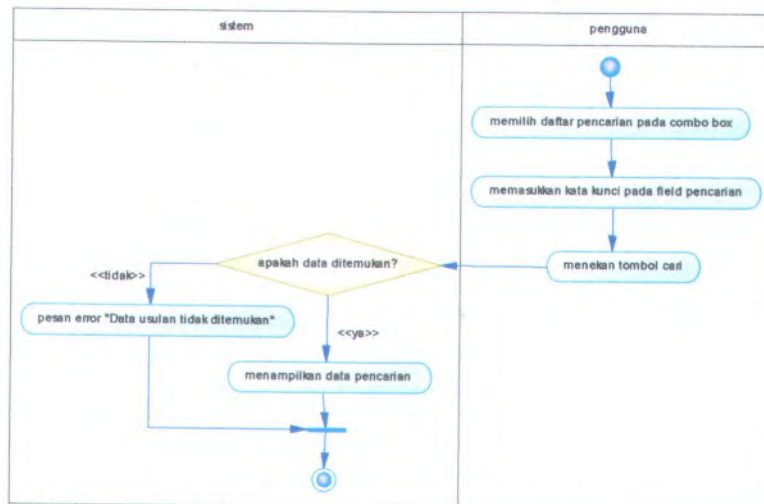 sistem
pengguna
memilih daftar pencarian pada combo box
memasukkan kata kunci pada field pencarian
menekan tombol cari
apakah data ditemukan?
<<tidak>>
pesan error "Data usulan tidak ditemukan"
<<ya>>
menampilkan data pencarian